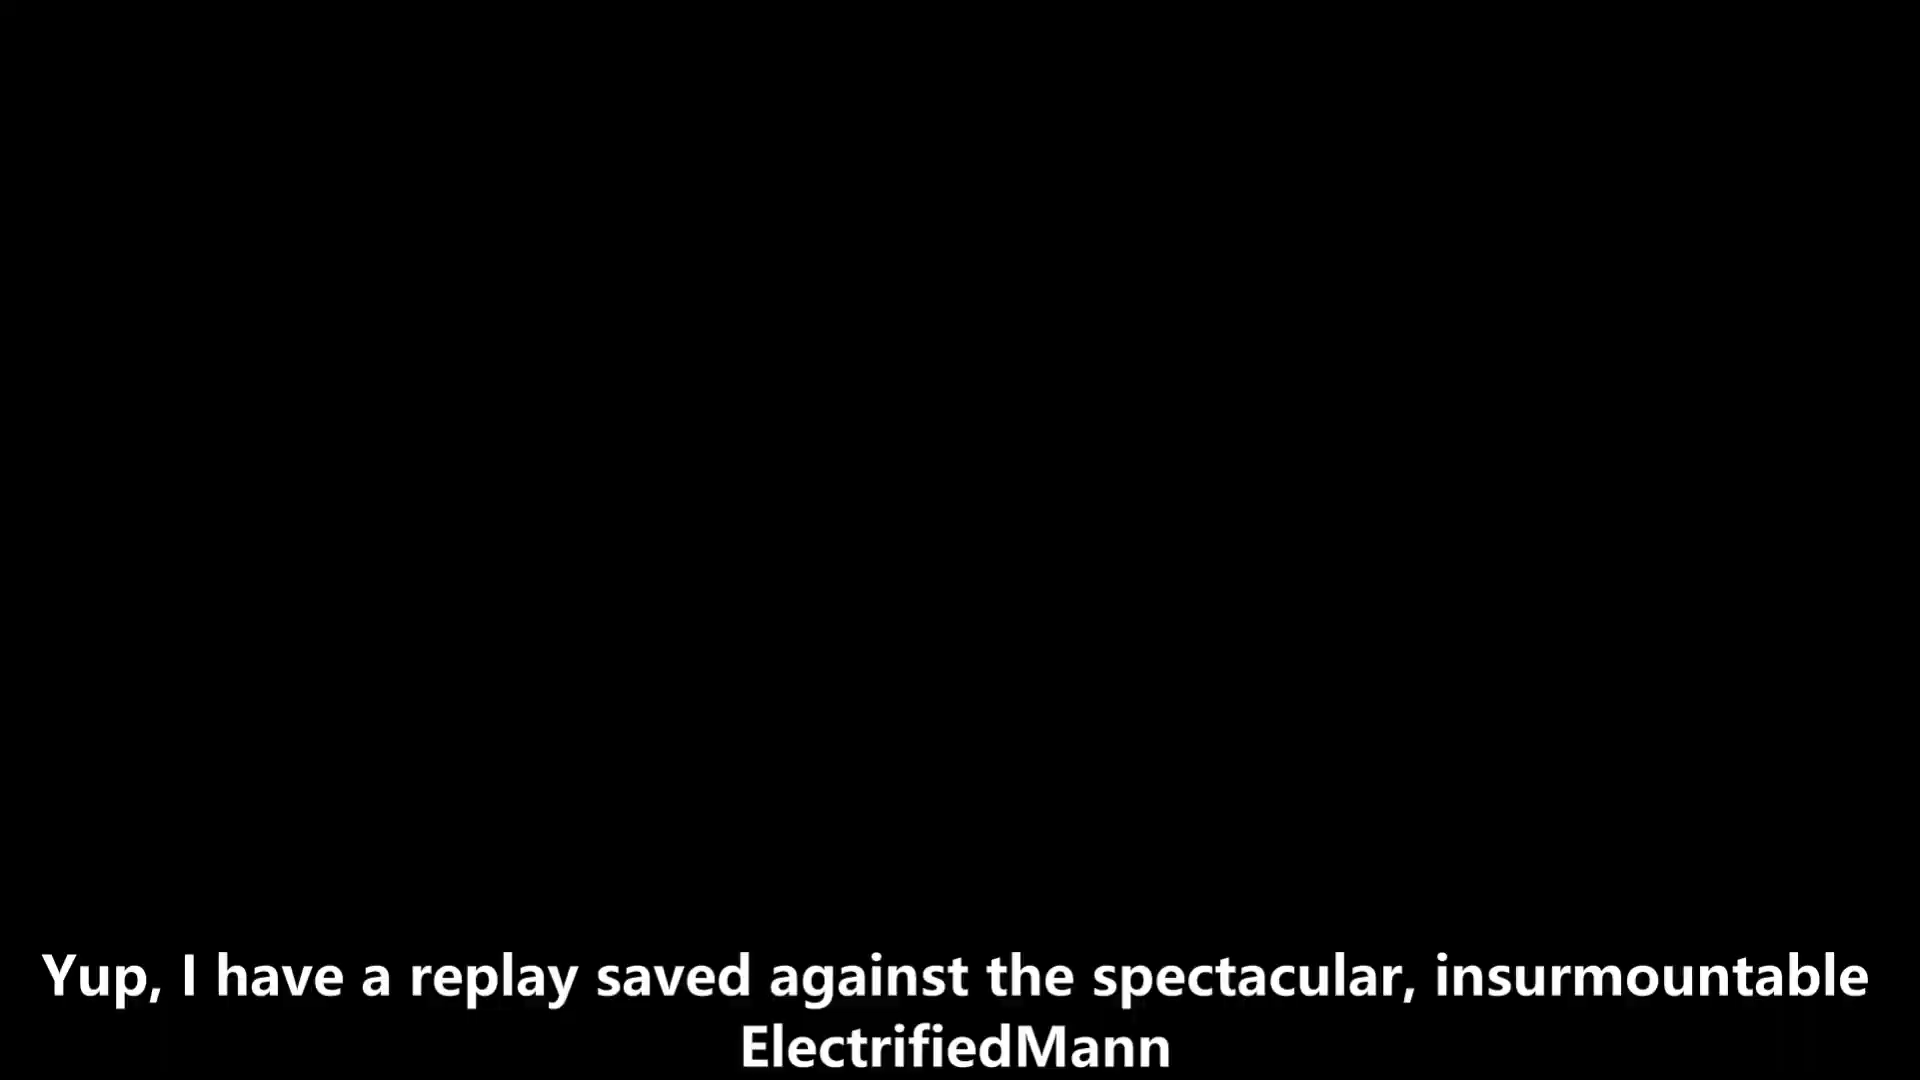 Yup, I have a replay saved against the spectacular, insurmountable
ElectrifiedMann